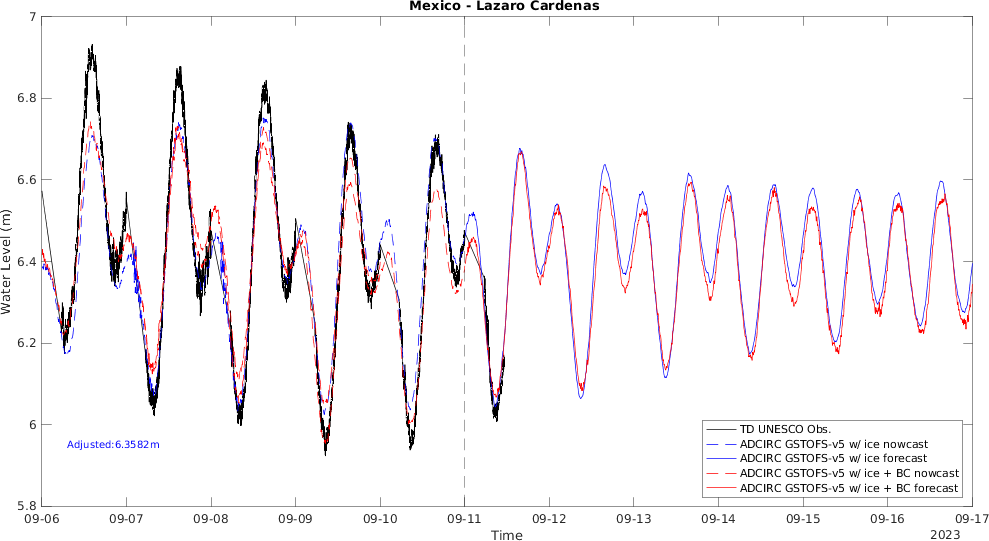 Mexico - Lazaro Cardenas
Water Level (m)
7
6.8
6.6
6.4
6.2
6
5.8
Adjusted:6.3582m
TD UNESCO Obs.
ADCIRC GSTOFS-v5 w/ ice nowcast
ADCIRC GSTOFS-v5 w/ ice forecast
ADCIRC GSTOFS-v5 w/ ice + BC nowcast
ADCIRC GSTOFS-v5 w/ ice + BC forecast
09-06 09-07 09-08 09-09 09-10 09-11 09-12 09-13 09-14 09-15 09-16 09-17
Time
2023